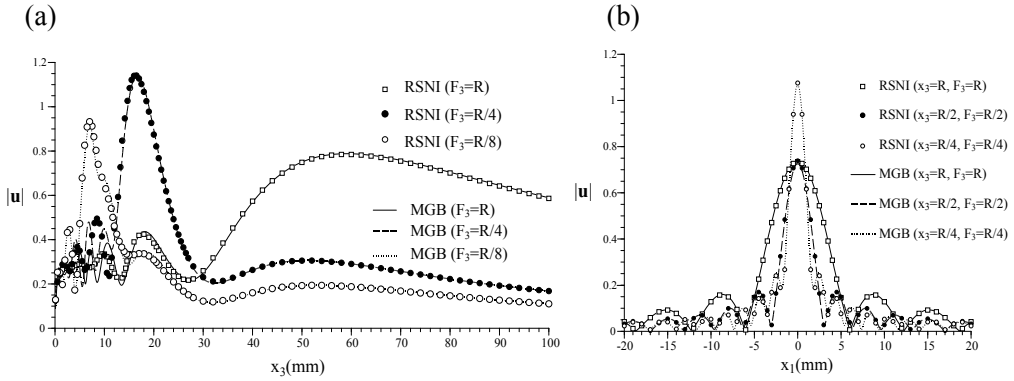 (a)
1.2
1
0.8
0.6
0.4
0.2
0
|u|
0 10 20 30 40 50 60 70 80 90 100
x₃(mm)
RSNI (F₃=R)
RSNI (F₃=R/4)
RSNI (F₃=R/8)
MGB (F₃=R)
MGB (F₃=R/4)
MGB (F₃=R/8)
(b)
1.2
1
0.8
0.6
0.4
0.2
0
|u|
-20 -15 -10 -5 0 5 10 15 20
x₁(mm)
RSNI (x₃=R, F₃=R)
RSNI (x₃=R/2, F₃=R/2)
RSNI (x₃=R/4, F₃=R/4)
MGB (x₃=R, F₃=R)
MGB (x₃=R/2, F₃=R/2)
MGB (x₃=R/4, F₃=R/4)